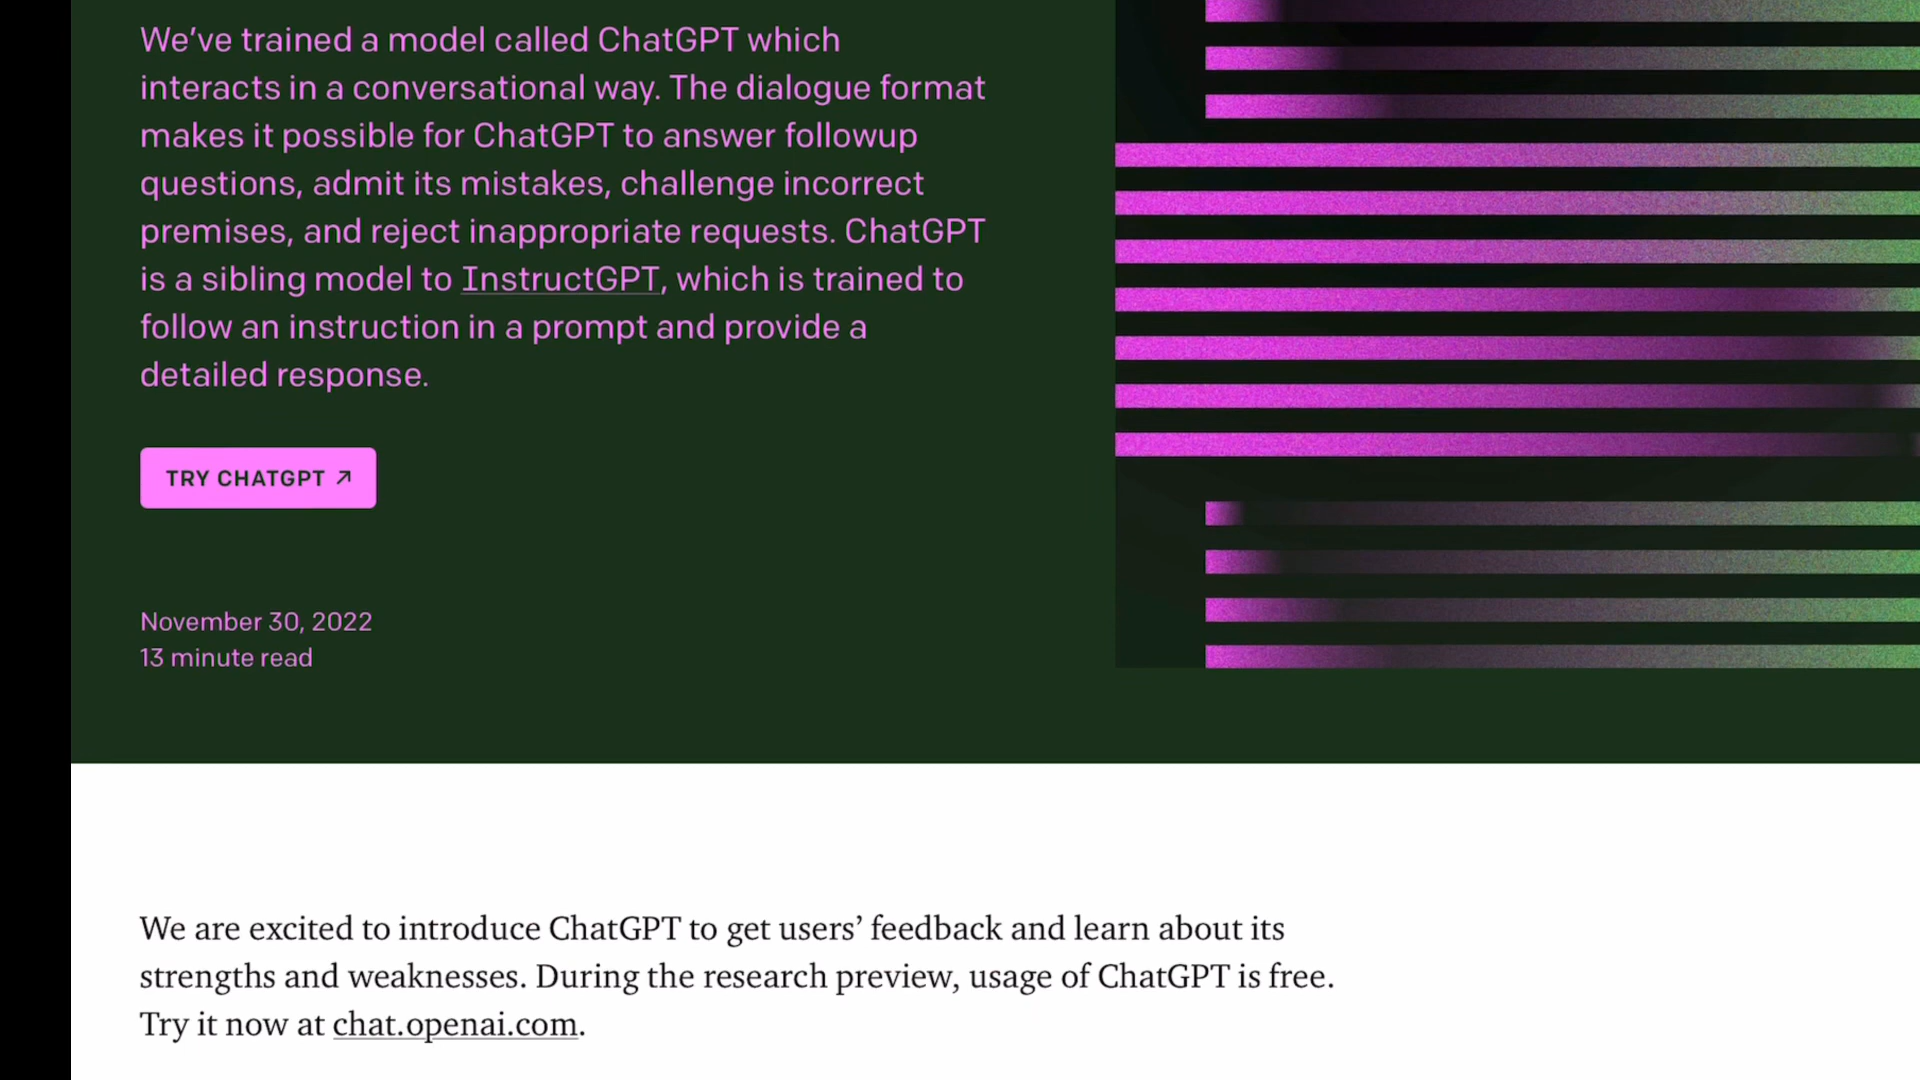 We’ve trained a model called ChatGPT which
interacts in a conversational way. The dialogue format
makes it possible for ChatGPT to answer followup
questions, admit its mistakes, challenge incorrect
premises, and reject inappropriate requests. ChatGPT
is a sibling model to InstructGPT, which is trained to
follow an instruction in a prompt and provide a
detailed response.
TRY CHATGPT ↗
November 30, 2022
13 minute read
We are excited to introduce ChatGPT to get users’ feedback and learn about its
strengths and weaknesses. During the research preview, usage of ChatGPT is free.
Try it now at chat.openai.com.